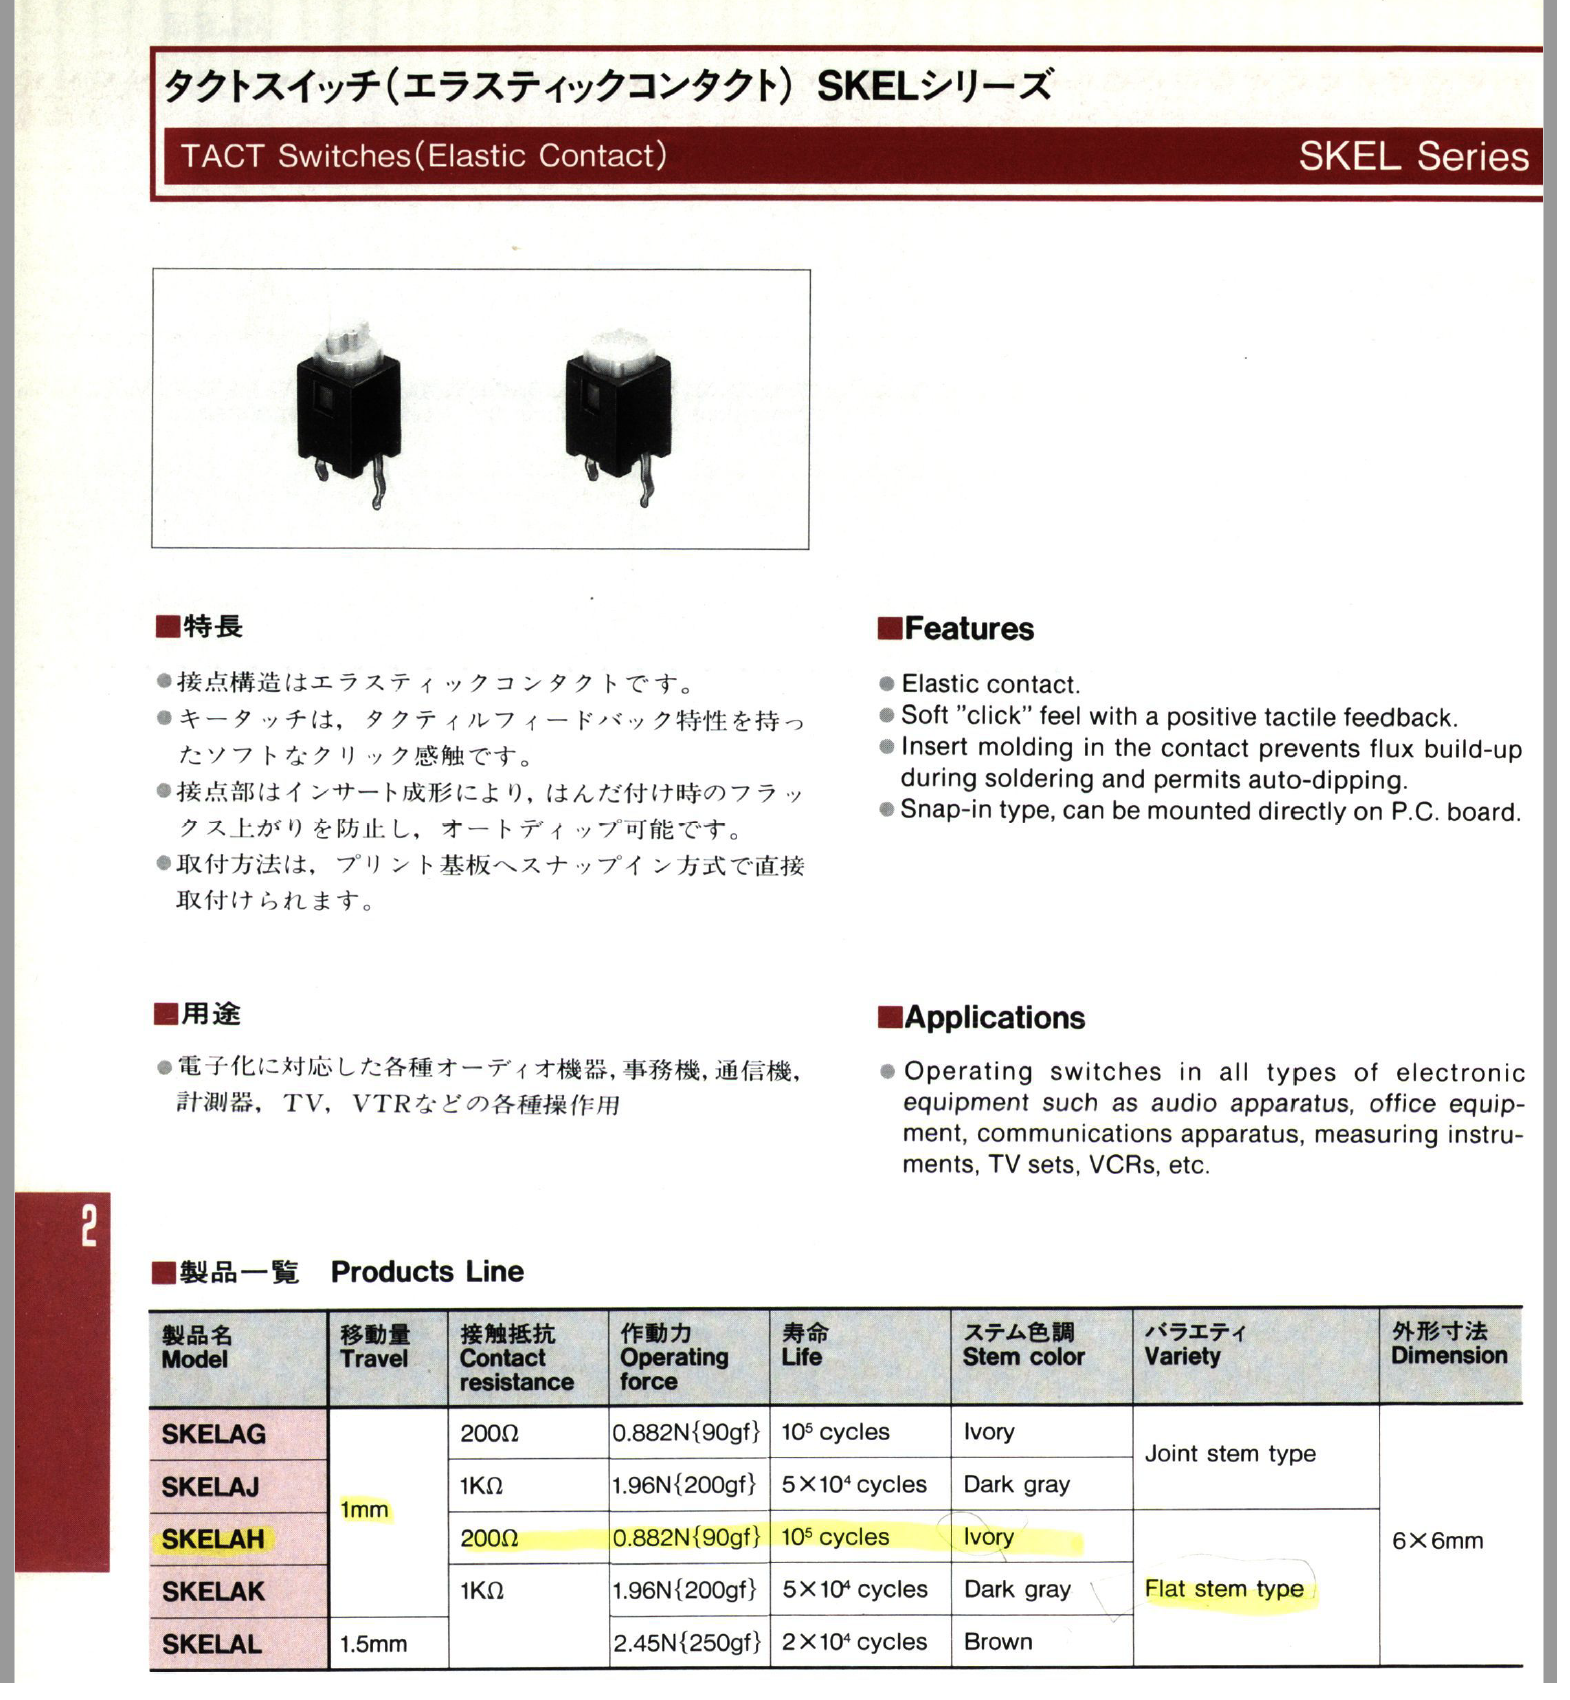 タクトスイッチ(エラスティックコンタクト) SKELシリーズ
TACT Switches(Elastic Contact) SKEL Series
■特長
●接点構造はエラスティックコンタクトです。
●キータッチは，タクティルフィードバック特性を持っ
たソフトなクリック感触です。
●接点部はインサート成形により，はんだ付け時のフラッ
クス上がりを防止し，オートディップ可能です。
●取付方法は，プリント基板へスナップイン方式で直接
取付けられます。
■Features
● Elastic contact.
● Soft ”click” feel with a positive tactile feedback.
● Insert molding in the contact prevents flux build-up
during soldering and permits auto-dipping.
● Snap-in type, can be mounted directly on P.C. board.
■用途
●電子化に対応した各種オーディオ機器，事務機，通信機，
計測器，TV，VTRなどの各種操作用
■Applications
● Operating switches in all types of electronic
equipment such as audio apparatus, office equip-
ment, communications apparatus, measuring instru-
ments, TV sets, VCRs, etc.
2
■製品一覧 Products Line
製品名 移動量 接触抵抗 作動力 寿命 ステム色調 バラエティ 外形寸法
Model Travel Contact resistance Operating force Life Stem color Variety Dimension
SKELAG 200Ω 0.882N{90gf} 10⁵ cycles Ivory
Joint stem type
SKELAJ 1KΩ 1.96N{200gf} 5×10⁴ cycles Dark gray
1mm
SKELAH 200Ω 0.882N{90gf} 10⁵ cycles Ivory 6×6mm
SKELAK 1KΩ 1.96N{200gf} 5×10⁴ cycles Dark gray Flat stem type
SKELAL 1.5mm 2.45N{250gf} 2×10⁴ cycles Brown